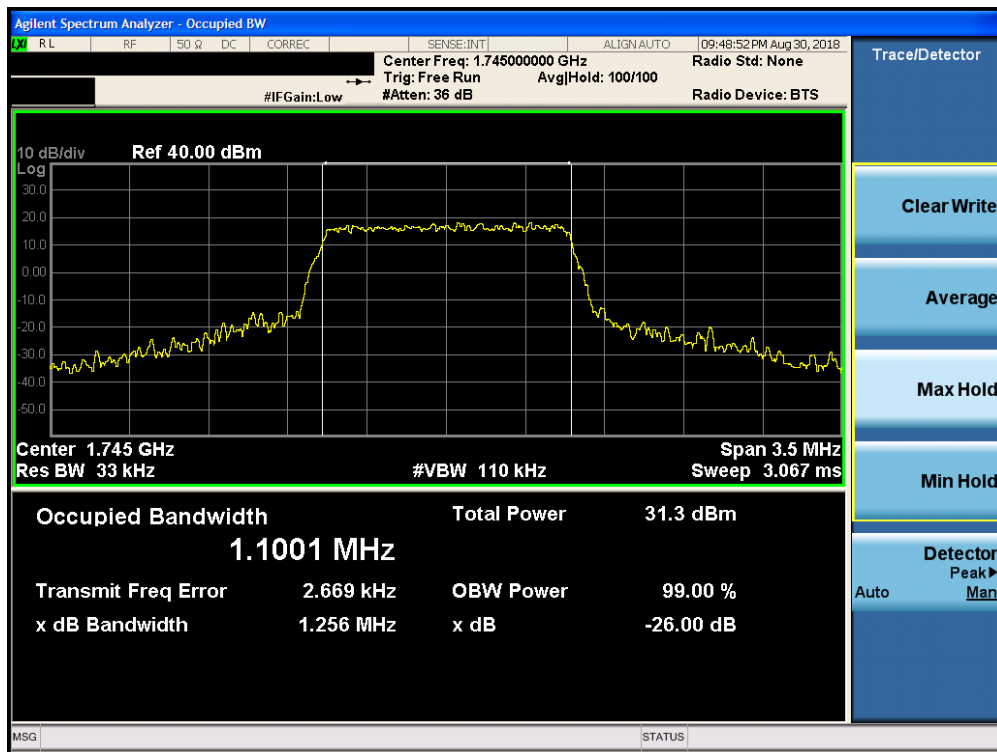 Agilent Spectrum Analyzer - Occupied BW
LXI RL RF 50 Ω DC CORREC SENSE:INT ALIGN AUTO 09:48:52 PM Aug 30, 2018
Center Freq: 1.745000000 GHz Radio Std: None
Trig: Free Run Avg|Hold: 100/100
#IFGain:Low #Atten: 36 dB Radio Device: BTS
10 dB/div Ref 40.00 dBm
Log
30.0
20.0
10.0
0.00
-10.0
-20.0
-30.0
-40.0
-50.0
Center 1.745 GHz Span 3.5 MHz
Res BW 33 kHz #VBW 110 kHz Sweep 3.067 ms
Occupied Bandwidth Total Power 31.3 dBm
1.1001 MHz
Transmit Freq Error 2.669 kHz OBW Power 99.00 %
x dB Bandwidth 1.256 MHz x dB -26.00 dB
Trace/Detector
Clear Write
Average
Max Hold
Min Hold
Detector
Peak▶
Auto Man
MSG STATUS